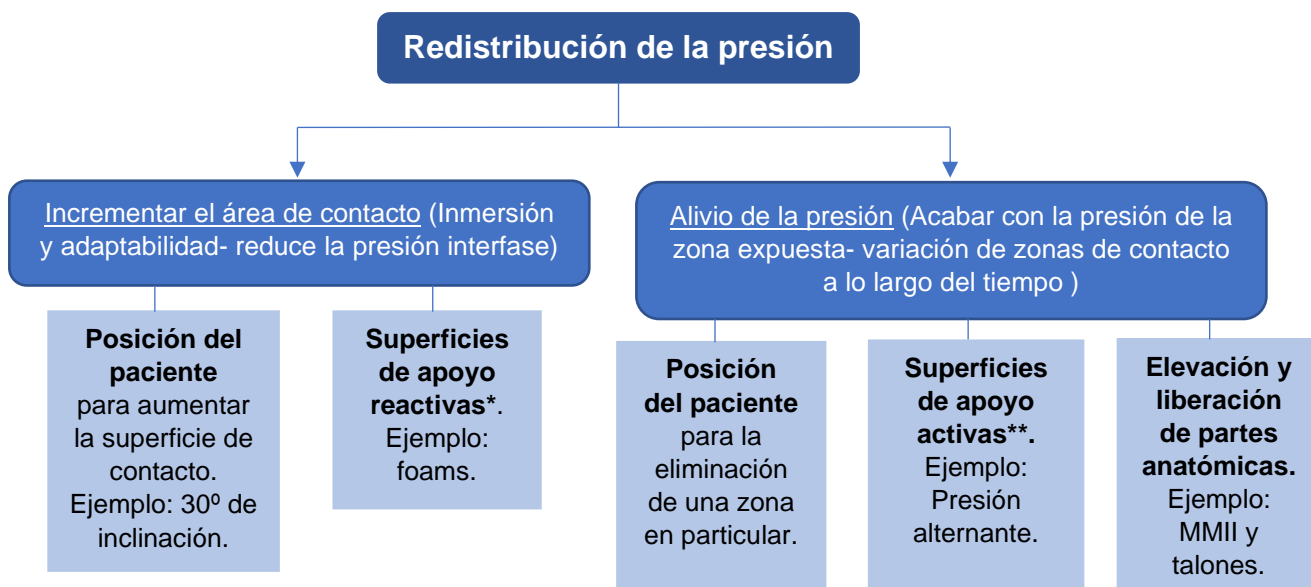 Redistribución de la presión
Incrementar el área de contacto (Inmersión
y adaptabilidad- reduce la presión interfase)
Alivio de la presión (Acabar con la presión de la
zona expuesta- variación de zonas de contacto
a lo largo del tiempo )
Posición del
paciente
para aumentar
la superficie de
contacto.
Ejemplo: 30º de
inclinación.
Superficies
de apoyo
reactivas*.
Ejemplo:
foams.
Posición
del paciente
para la
eliminación
de una zona
en particular.
Superficies
de apoyo
activas**.
Ejemplo:
Presión
alternante.
Elevación y
liberación
de partes
anatómicas.
Ejemplo:
MMII y
talones.